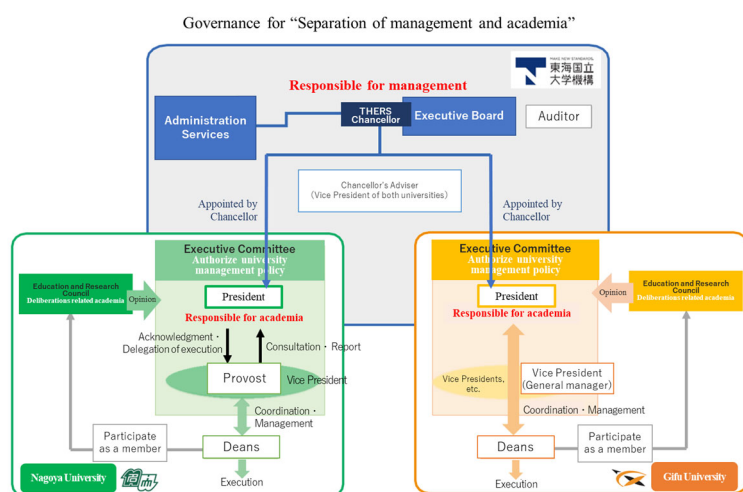 Governance for “Separation of management and academia”
MAKE NEW STANDARDS.
東海国立
大学機構
Responsible for management
Administration
Services
THERS
Chancellor
Executive Board
Auditor
Chancellor's Adviser
(Vice President of both universities)
Appointed by
Chancellor
Appointed by
Chancellor
Executive Committee
Authorize university
management policy
Education and Research
Council
Deliberations related academia
Opinion
President
Responsible for academia
Acknowledgment・
Delegation of execution
Consultation・Report
Provost
Vice President
Coordination・
Management
Participate
as a member
Deans
Execution
Nagoya University
Executive Committee
Authorize university
management policy
Education and Research
Council
Deliberations related academia
Opinion
President
Responsible for academia
Vice Presidents,
etc.
Vice President
(General manager)
Coordination・Management
Deans
Participate
as a member
Execution
Gifu University